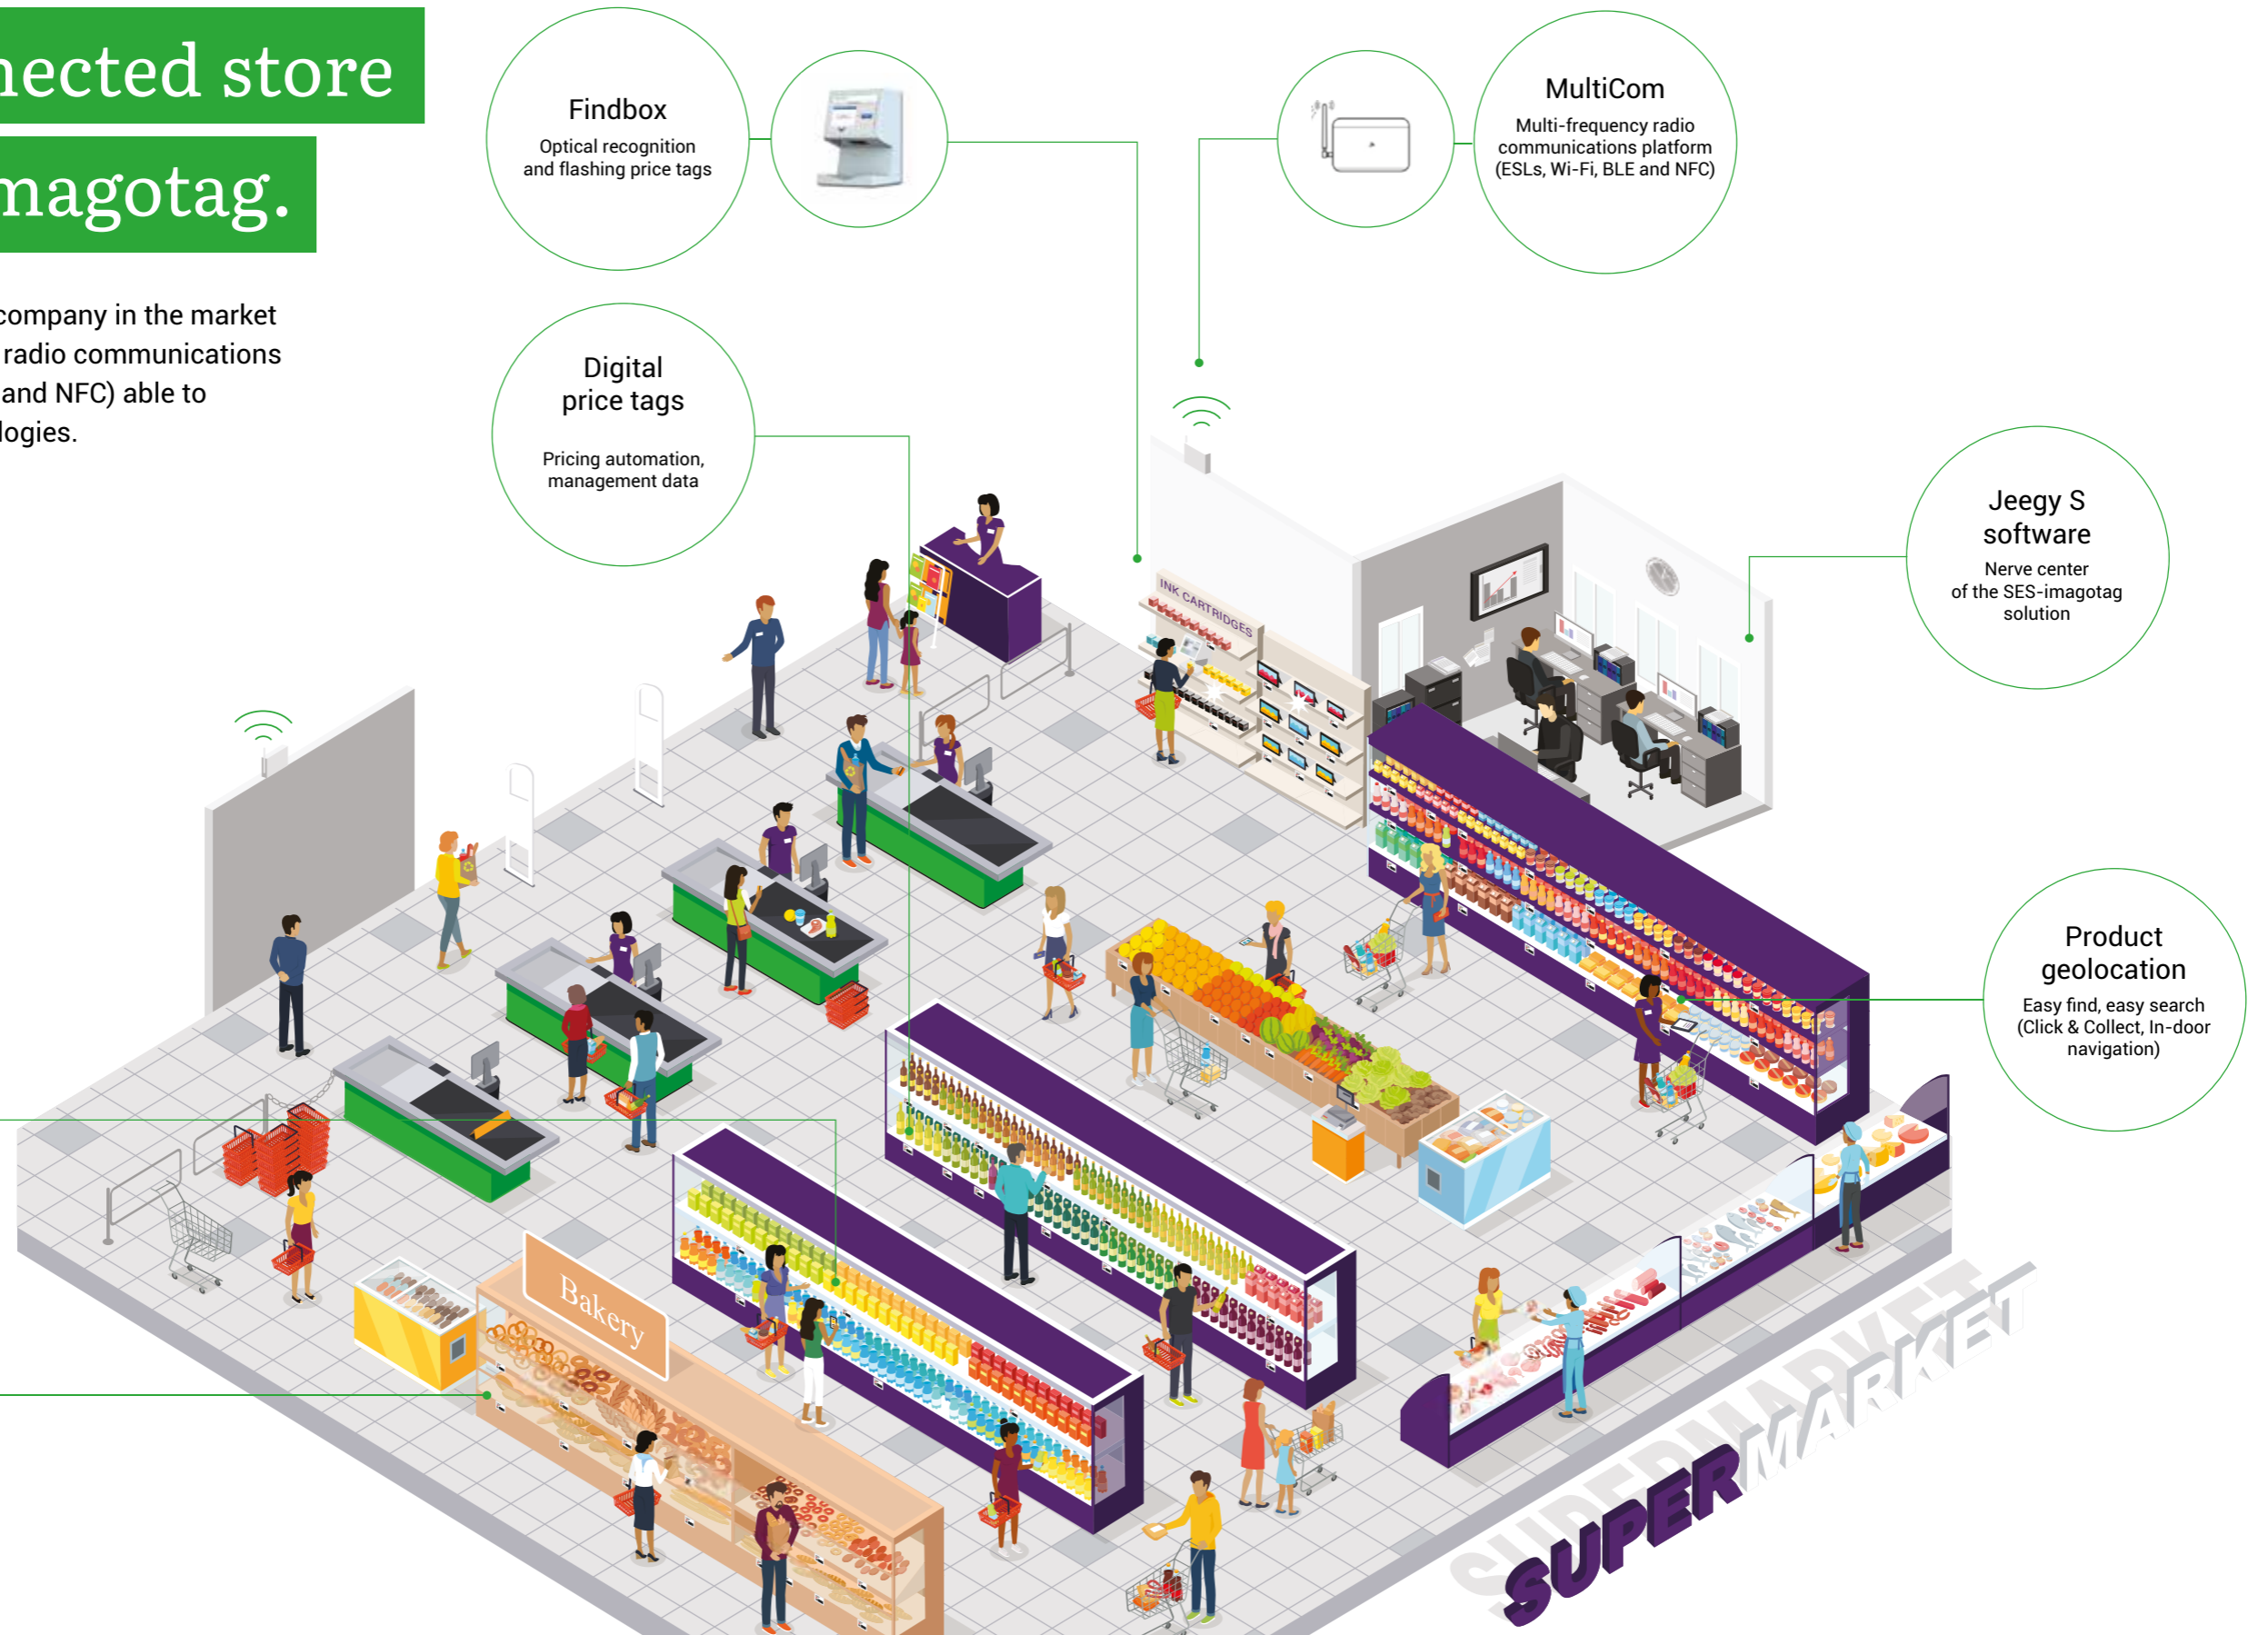 nected store
magotag.
company in the market
radio communications
and NFC) able to
logies.
Findbox
Optical recognition
and flashing price tags
MultiCom
Multi-frequency radio
communications platform
(ESLs, Wi-Fi, BLE and NFC)
Digital
price tags
Pricing automation,
management data
Jeegy S
software
Nerve center
of the SES-imagotag
solution
INK CARTRIDGES
Product
geolocation
Easy find, easy search
(Click & Collect, In-door
navigation)
Bakery
SUPERMARKET